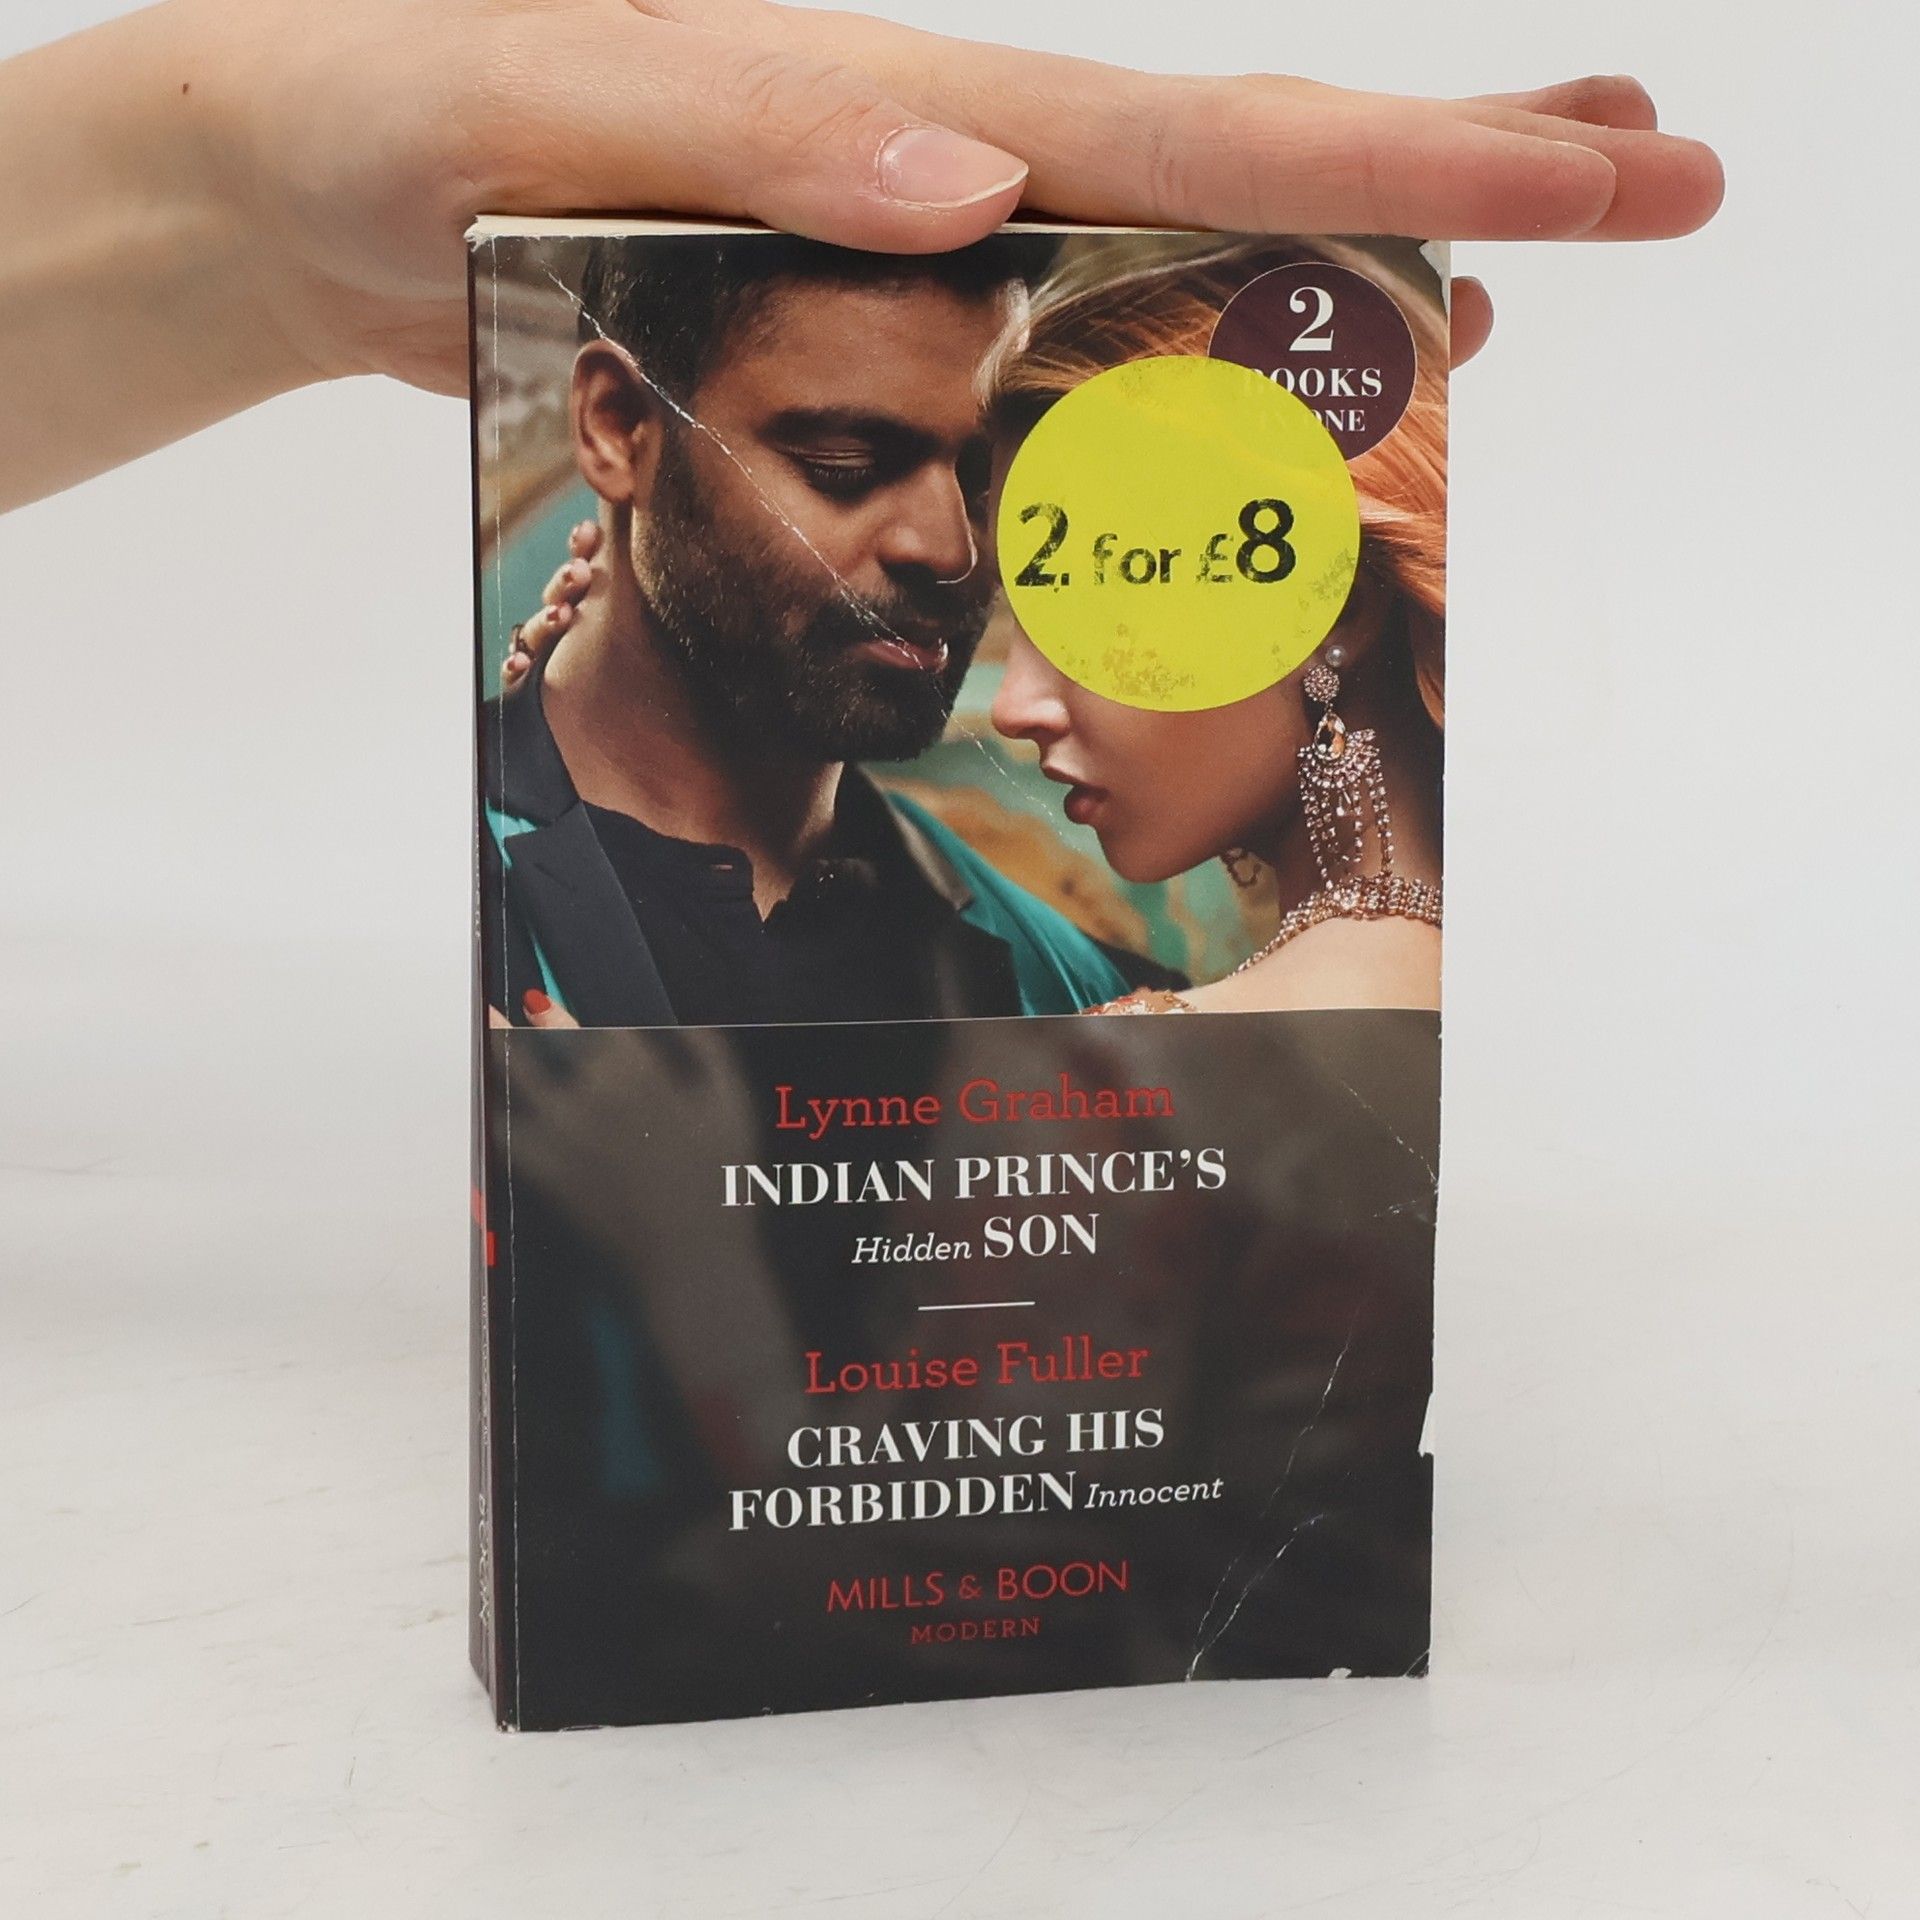 2
BOOKS
ONE
2 for £8
Lynne Graham
INDIAN PRINCE'S
Hidden SON
Louise Fuller
CRAVING HIS
FORBIDDEN Innocent
MILLS & BOON
MODERN